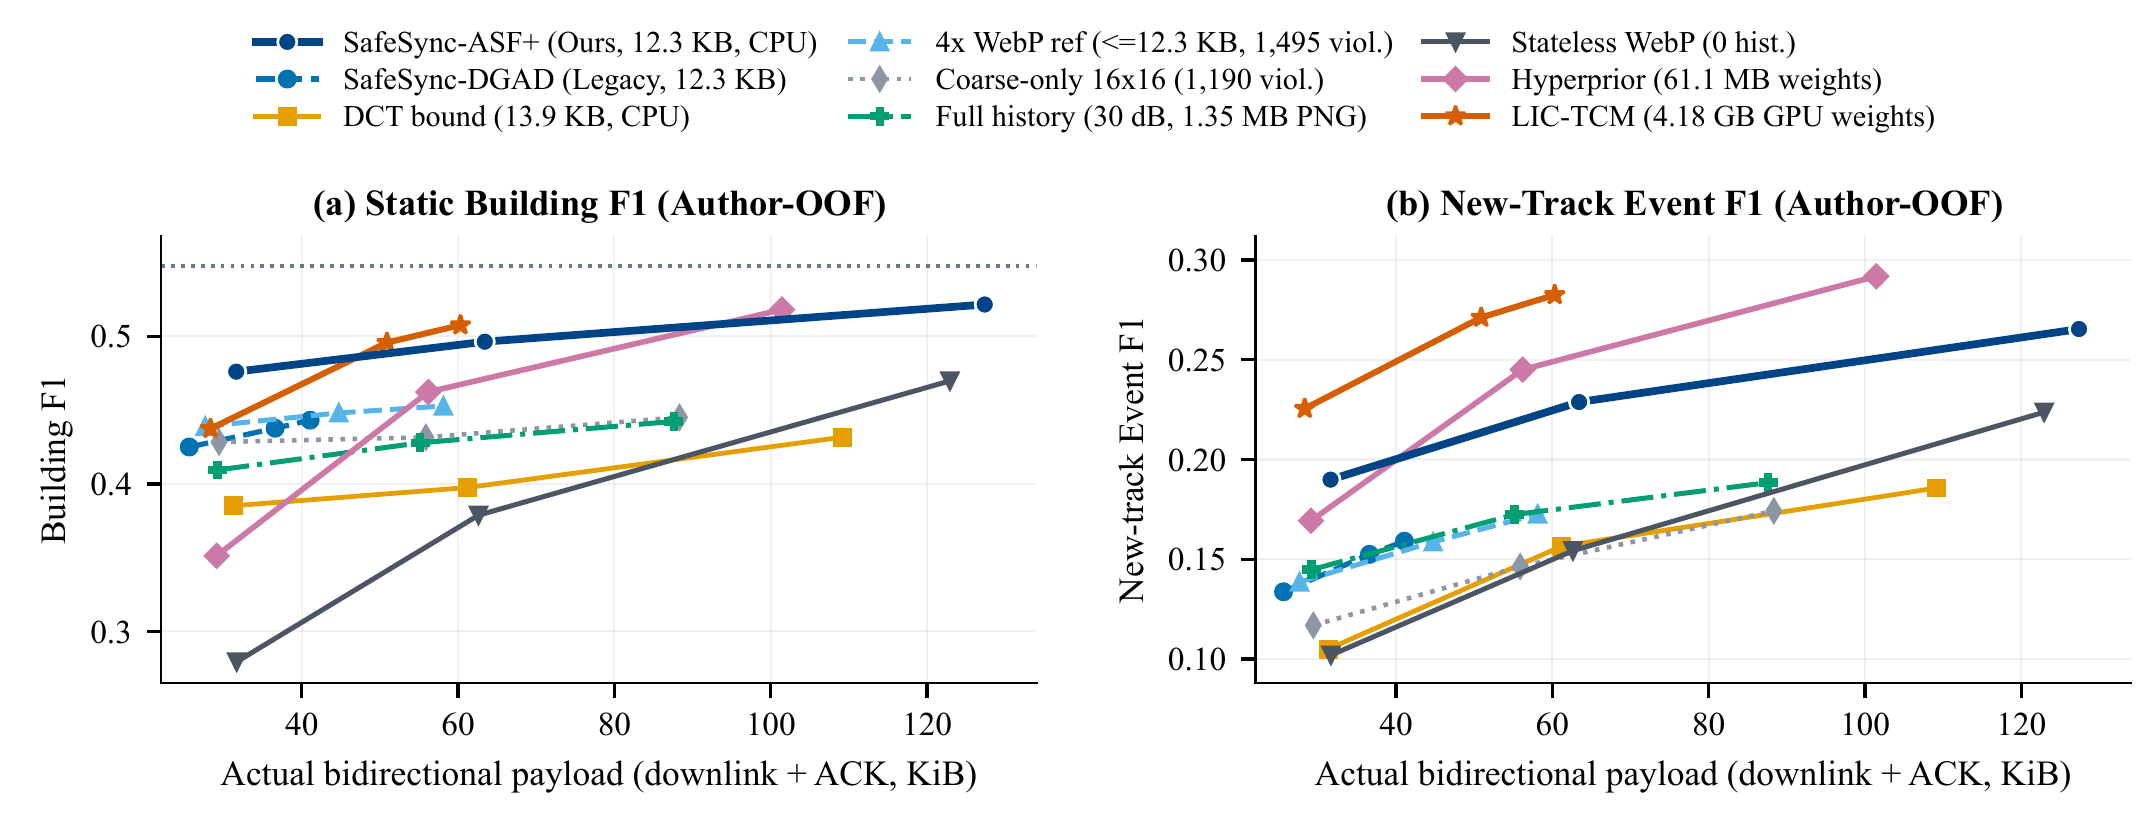 SafeSync-ASF+ (Ours, 12.3 KB, CPU)
SafeSync-DGAD (Legacy, 12.3 KB)
DCT bound (13.9 KB, CPU)
4x WebP ref (<=12.3 KB, 1,495 viol.)
Coarse-only 16x16 (1,190 viol.)
Full history (30 dB, 1.35 MB PNG)
Stateless WebP (0 hist.)
Hyperprior (61.1 MB weights)
LIC-TCM (4.18 GB GPU weights)
(a) Static Building F1 (Author-OOF)
Building F1
0.5
0.4
0.3
40 60 80 100 120
Actual bidirectional payload (downlink + ACK, KiB)
(b) New-Track Event F1 (Author-OOF)
New-track Event F1
0.30
0.25
0.20
0.15
0.10
40 60 80 100 120
Actual bidirectional payload (downlink + ACK, KiB)